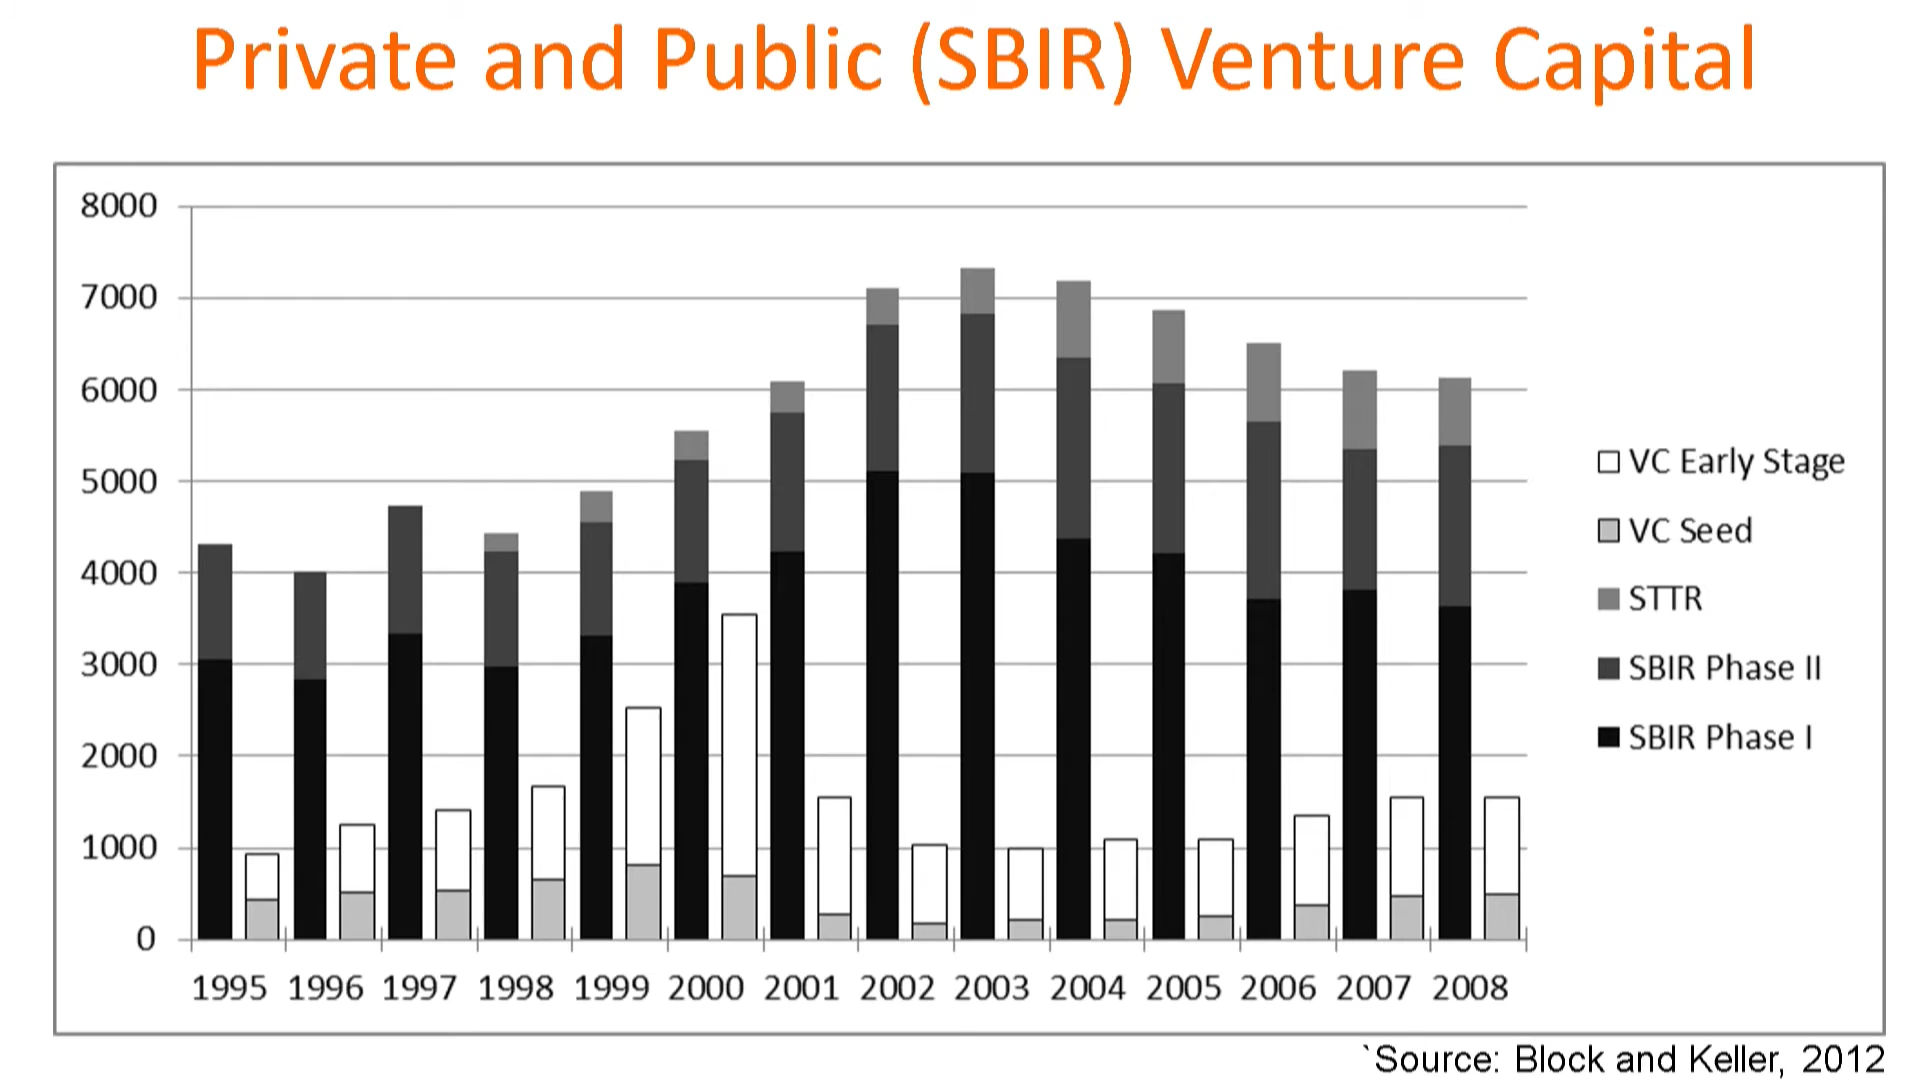 Private and Public (SBIR) Venture Capital
8000
7000
6000
5000
4000
3000
2000
1000
0
1995 1996 1997 1998 1999 2000 2001 2002 2003 2004 2005 2006 2007 2008
VC Early Stage
VC Seed
STTR
SBIR Phase II
SBIR Phase I
`Source: Block and Keller, 2012